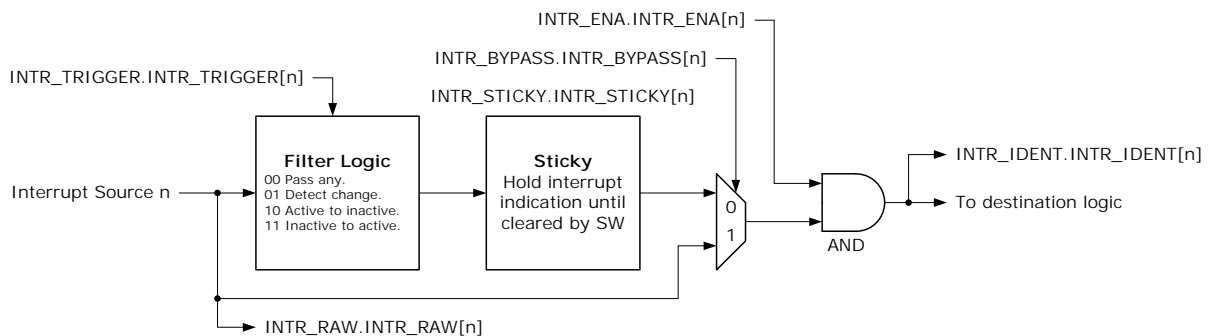 INTR_ENA.INTR_ENA[n]
INTR_BYPASS.INTR_BYPASS[n]
INTR_TRIGGER.INTR_TRIGGER[n]
INTR_STICKY.INTR_STICKY[n]
Filter Logic
00 Pass any.
01 Detect change.
10 Active to inactive.
11 Inactive to active.
Sticky
Hold interrupt
indication until
cleared by SW
Interrupt Source n
0
1
AND
INTR_IDENT.INTR_IDENT[n]
To destination logic
INTR_RAW.INTR_RAW[n]